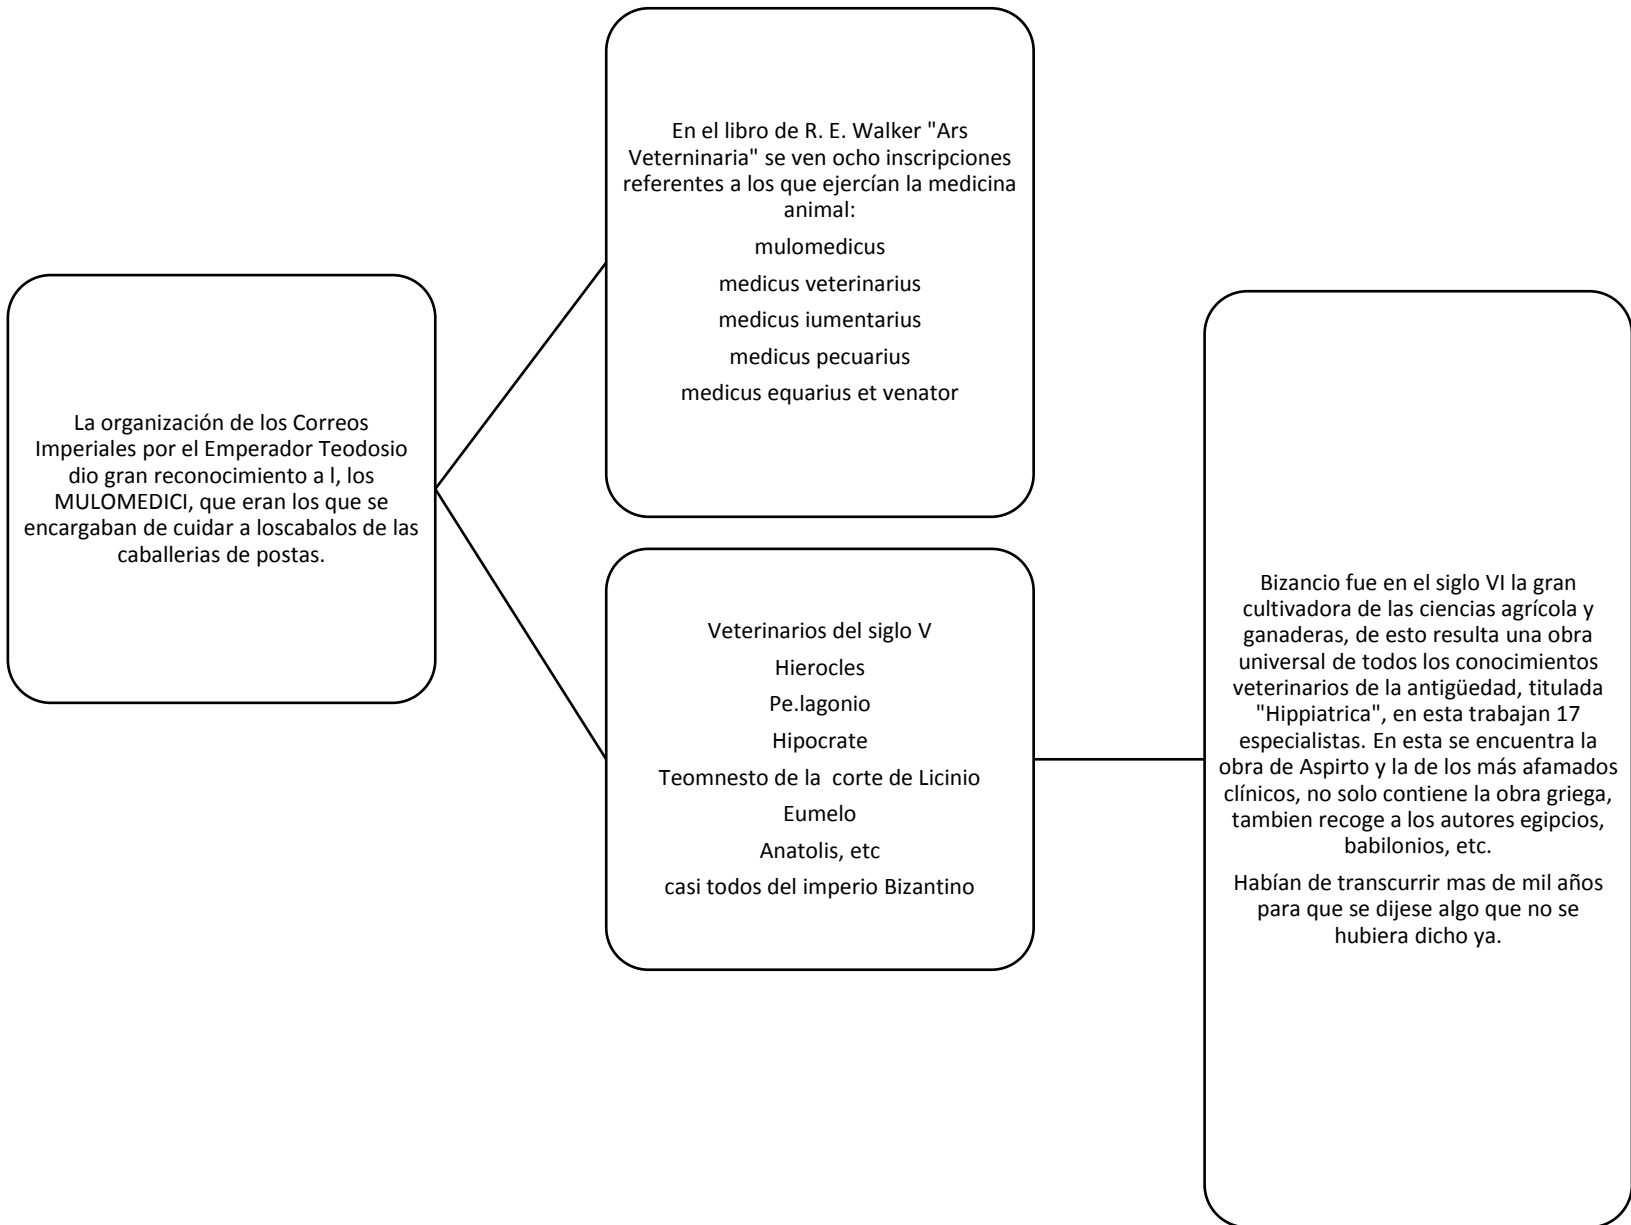 La organización de los Correos
Imperiales por el Emperador Teodosio
dio gran reconocimiento a l, los
MULOMEDICI, que eran los que se
encargaban de cuidar a loscabalos de las
caballerias de postas.
En el libro de R. E. Walker "Ars
Veterninaria" se ven ocho inscripciones
referentes a los que ejercían la medicina
animal:
mulomedicus
medicus veterinarius
medicus iumentarius
medicus pecuarius
medicus equarius et venator
Veterinarios del siglo V
Hierocles
Pe.lagonio
Hipocrate
Teomnesto de la  corte de Licinio
Eumelo
Anatolis, etc
casi todos del imperio Bizantino
Bizancio fue en el siglo VI la gran
cultivadora de las ciencias agrícola y
ganaderas, de esto resulta una obra
universal de todos los conocimientos
veterinarios de la antigüedad, titulada
"Hippiatrica", en esta trabajan 17
especialistas. En esta se encuentra la
obra de Aspirto y la de los más afamados
clínicos, no solo contiene la obra griega,
tambien recoge a los autores egipcios,
babilonios, etc.
Habían de transcurrir mas de mil años
para que se dijese algo que no se
hubiera dicho ya.